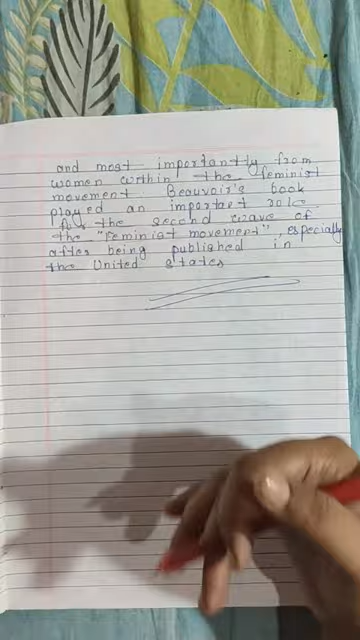 and most importantly from
women within the feminist
movement Beauvoir's book
played an important role
the second wave of
the "feminist movement" especially
after being published in
the United states